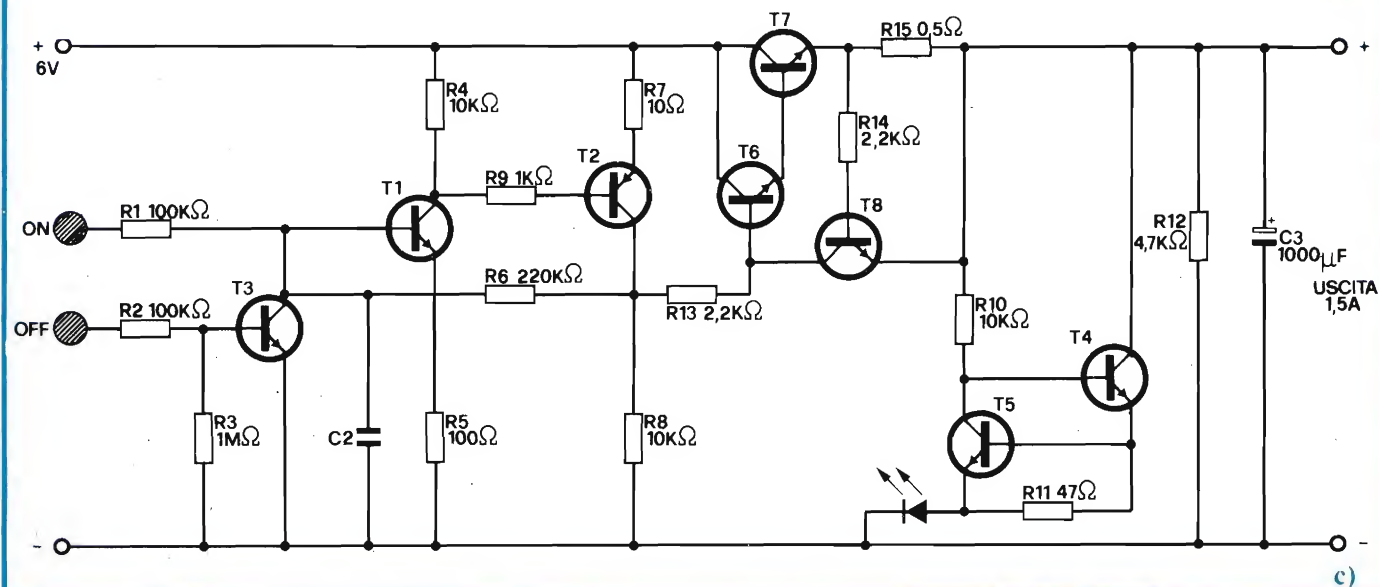 T7
R15 0,5Ω
+
6V
+
R4
10KΩ
R7
10Ω
R14
2,2KΩ
T6
T2
R9 1KΩ
T1
T8
R1 100KΩ
ON
R12
4,7KΩ
+
C3
1000μF
USCITA
1,5A
R6 220KΩ
R13 2,2KΩ
R10
10KΩ
T3
R2 100KΩ
OFF
T4
T5
R3
1MΩ
C2
R5
100Ω
R8
10KΩ
R11 47Ω
-
-
c)